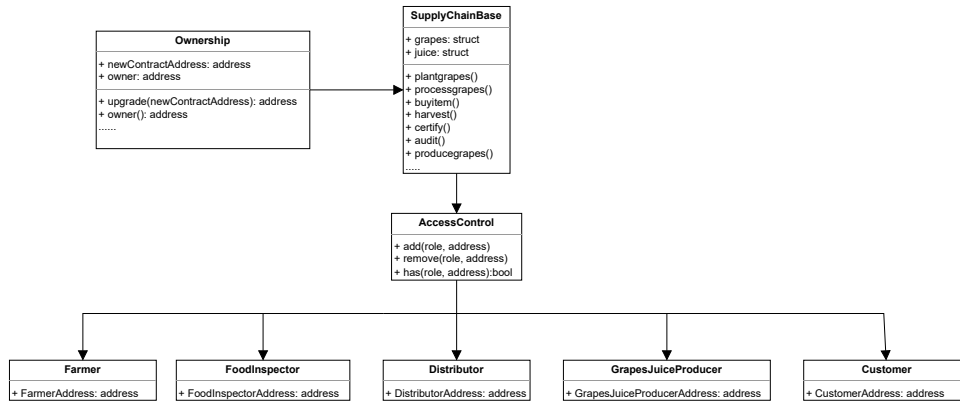 SupplyChainBase
+ grapes: struct
+ juice: struct
+ plantgrapes()
+ processgrapes()
+ buyitem()
+ harvest()
+ certify()
+ audit()
+ producegrapes()
.....
Ownership
+ newContractAddress: address
+ owner: address
+ upgrade(newContractAddress): address
+ owner(): address
......
AccessControl
+ add(role, address)
+ remove(role, address)
+ has(role, address):bool
Farmer
+ FarmerAddress: address
FoodInspector
+ FoodInspectorAddress: address
Distributor
+ DistributorAddress: address
GrapesJuiceProducer
+ GrapesJuiceProducerAddress: address
Customer
+ CustomerAddress: address